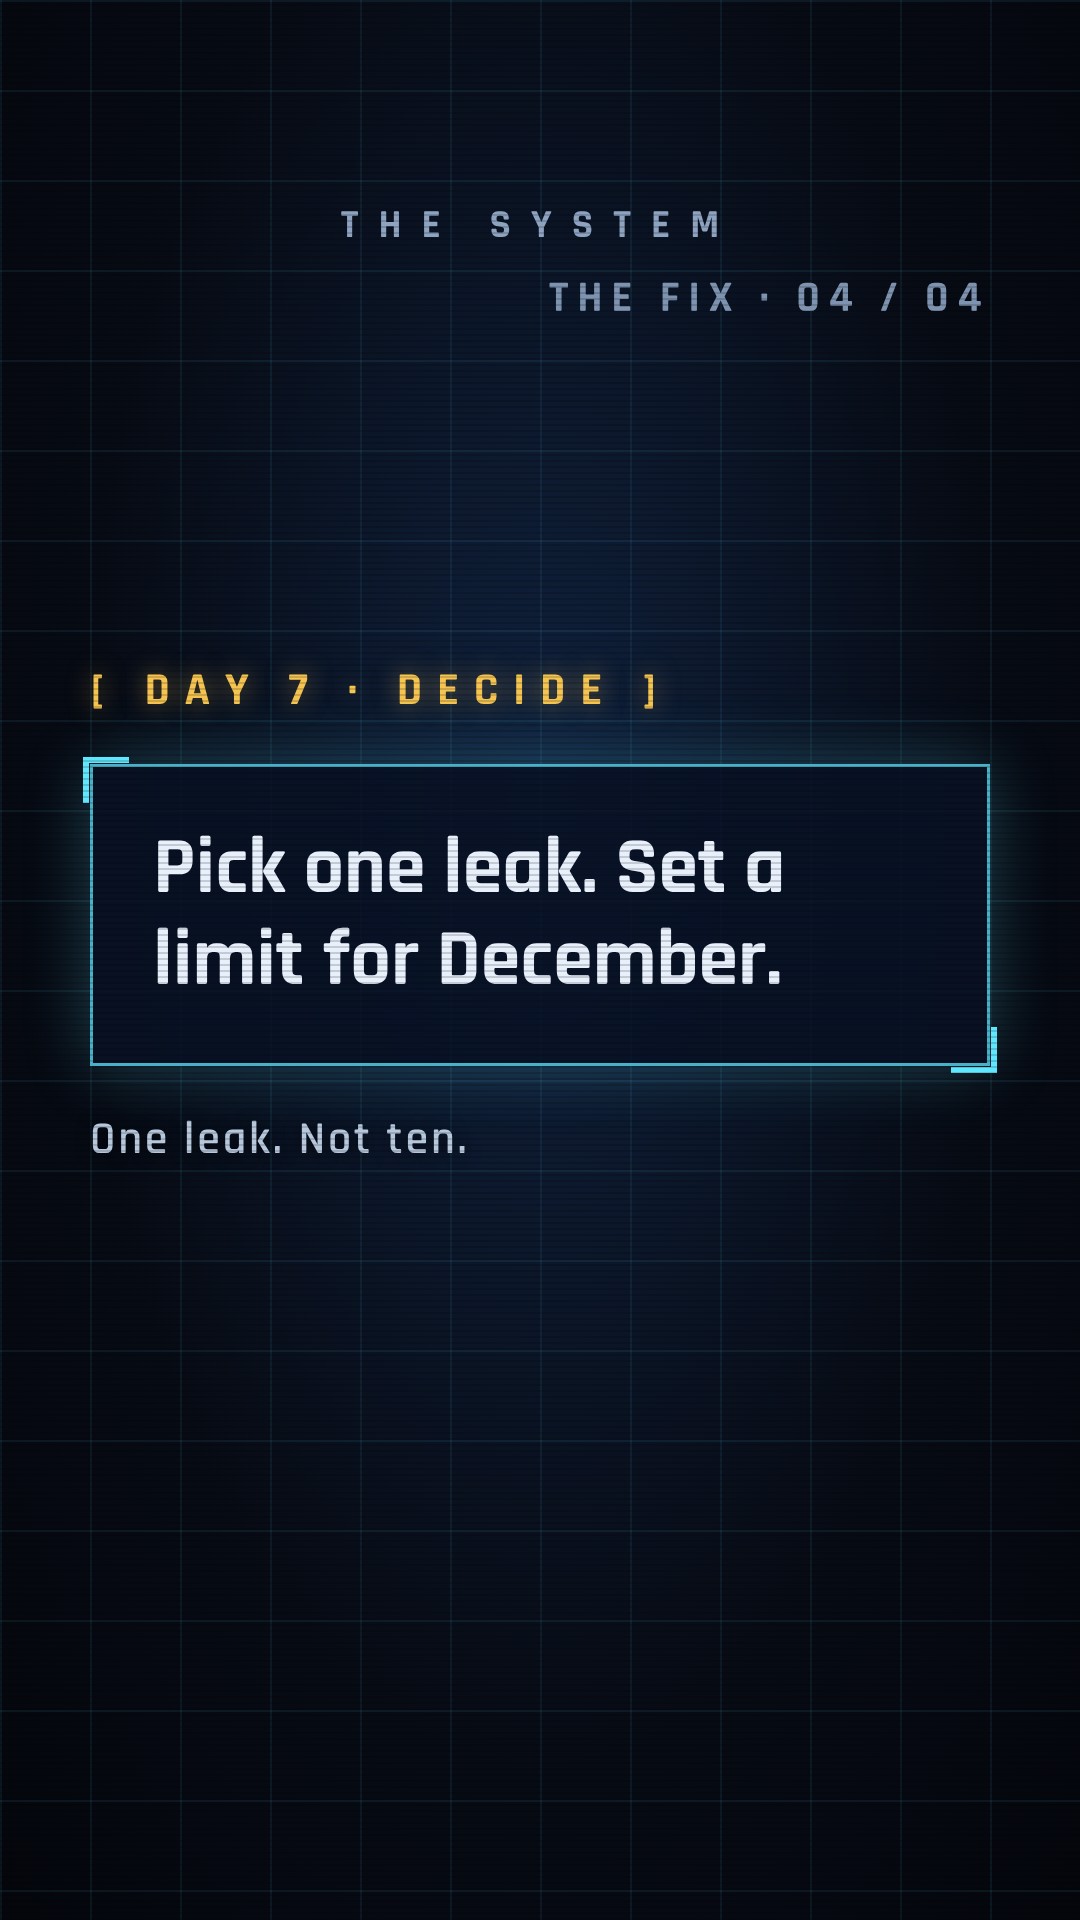 THE SYSTEM
THE FIX · 04 / 04
[ DAY 7 · DECIDE ]
Pick one leak. Set a
limit for December.
One leak. Not ten.